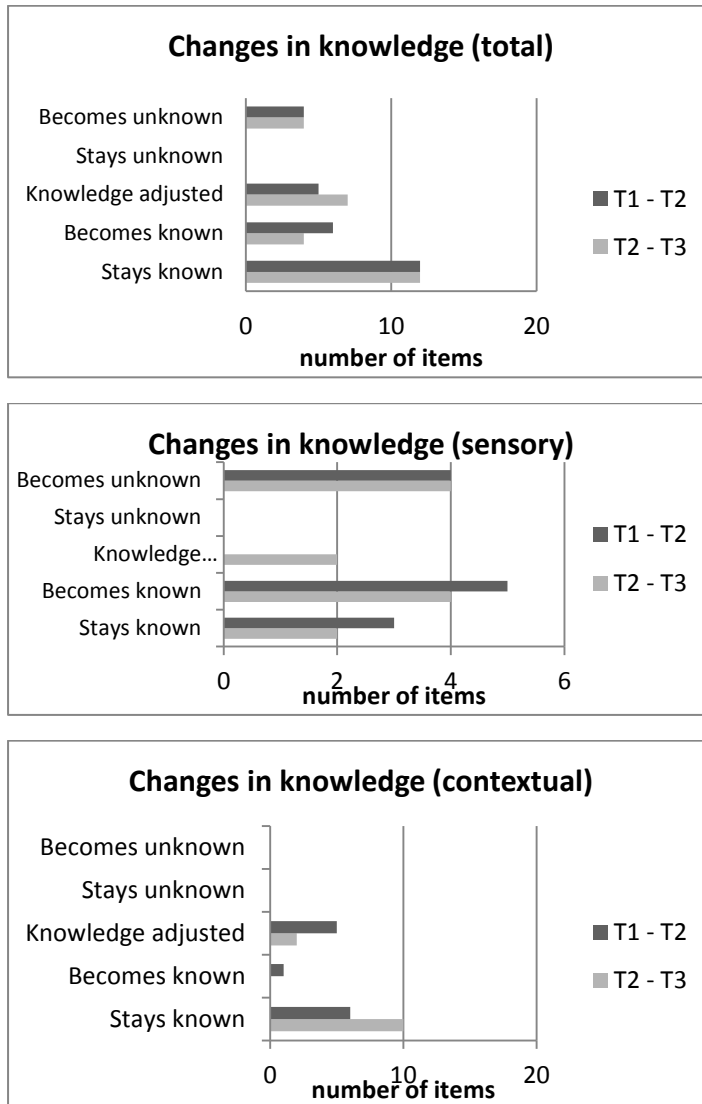 Changes in knowledge (total)
Becomes unknown
Stays unknown
Knowledge adjusted
Becomes known
Stays known
T1 - T2
T2 - T3
0 10 20
number of items
Changes in knowledge (sensory)
Becomes unknown
Stays unknown
Knowledge...
Becomes known
Stays known
T1 - T2
T2 - T3
0 2 4 6
number of items
Changes in knowledge (contextual)
Becomes unknown
Stays unknown
Knowledge adjusted
Becomes known
Stays known
T1 - T2
T2 - T3
0 10 20
number of items